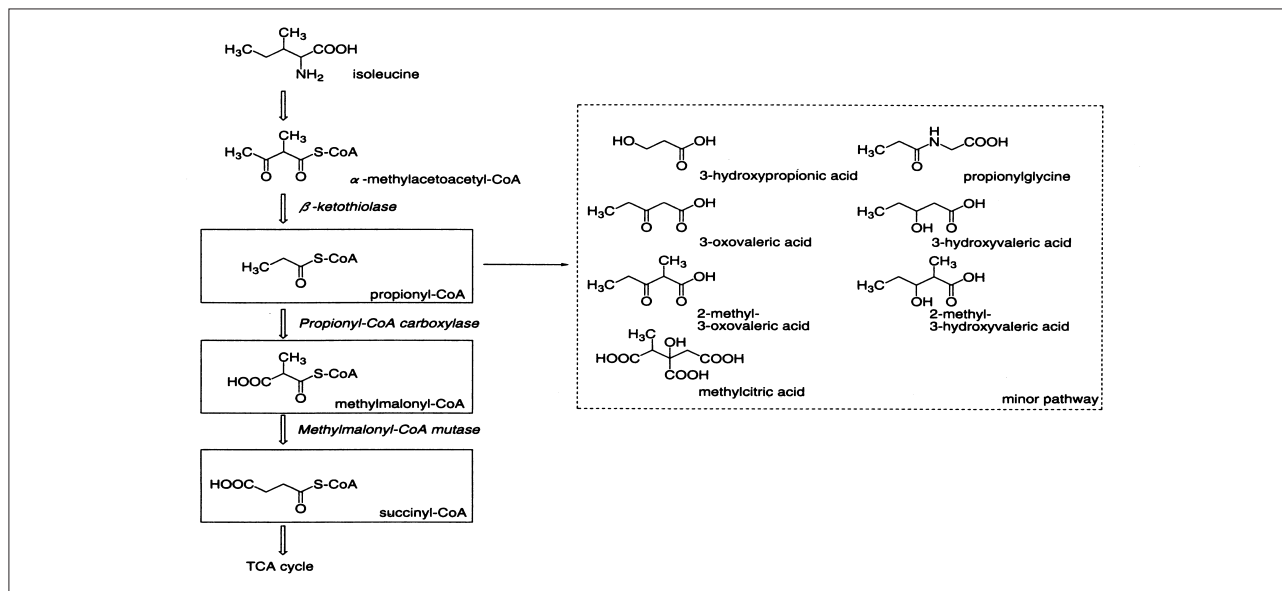 CH₃
H₃C COOH
NH₂ isoleucine
CH₃
H₃C S-CoA
O O
α-methylacetoacetyl-CoA
β-ketothiolase
H₃C S-CoA
O
propionyl-CoA
Propionyl-CoA carboxylase
CH₃
HOOC S-CoA
O
methylmalonyl-CoA
Methylmalonyl-CoA mutase
HOOC S-CoA
O
succinyl-CoA
TCA cycle
HO OH
O
3-hydroxypropionic acid
H
H₃C N COOH
O
propionylglycine
H₃C OH
O O
3-oxovaleric acid
H₃C OH
OH O
3-hydroxyvaleric acid
CH₃
H₃C OH
O O
2-methyl-
3-oxovaleric acid
CH₃
H₃C OH
OH O
2-methyl-
3-hydroxyvaleric acid
H₃C OH
HOOC COOH
COOH
methylcitric acid
minor pathway